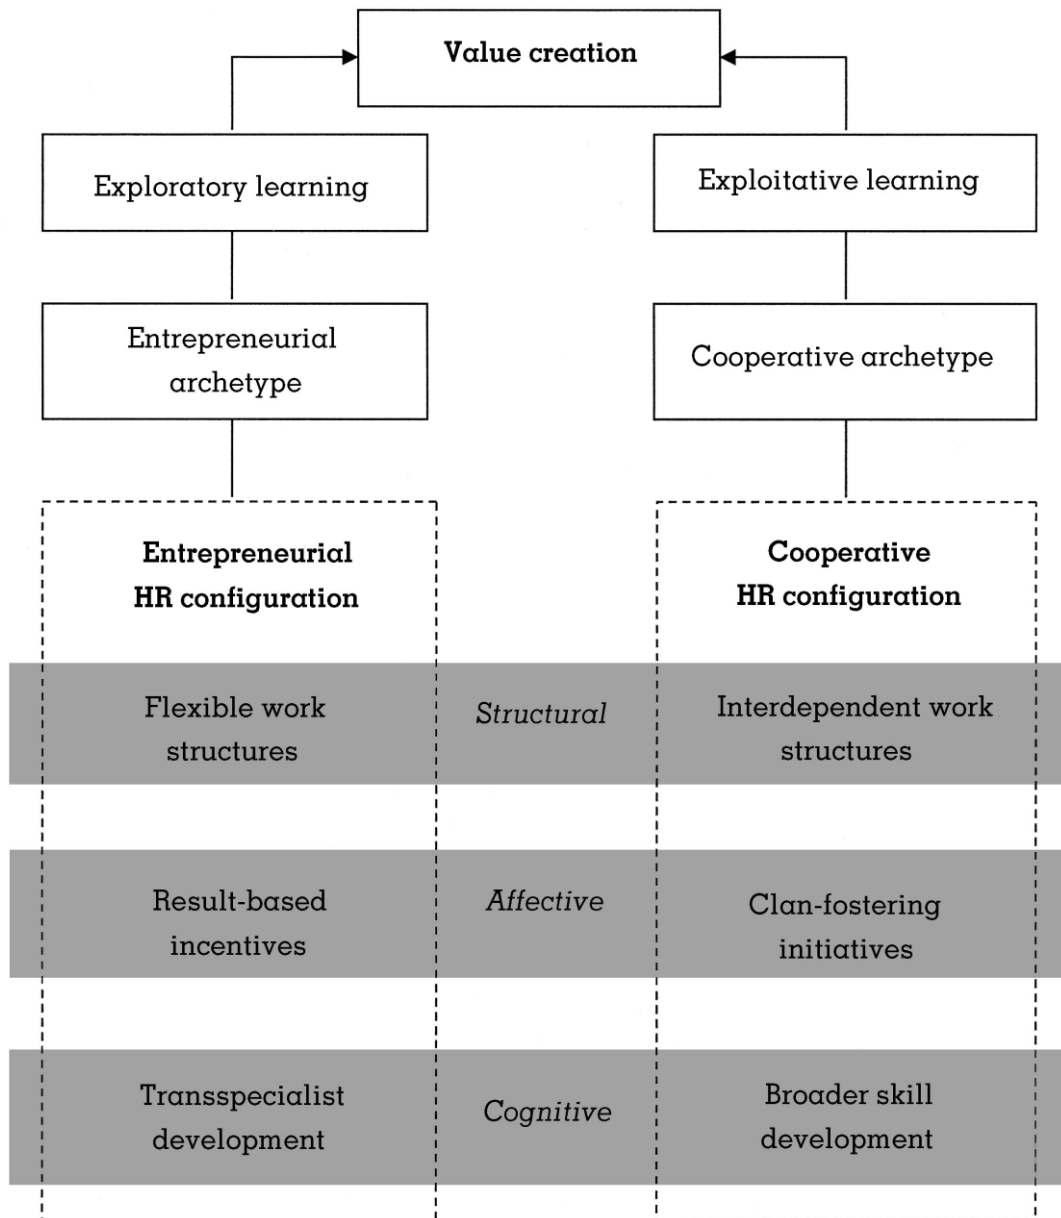 Value creation
Exploratory learning
Exploitative learning
Entrepreneurial
archetype
Cooperative archetype
Entrepreneurial
HR configuration
Cooperative
HR configuration
Flexible work
structures
Structural
Interdependent work
structures
Result-based
incentives
Affective
Clan-fostering
initiatives
Transspecialist
development
Cognitive
Broader skill
development